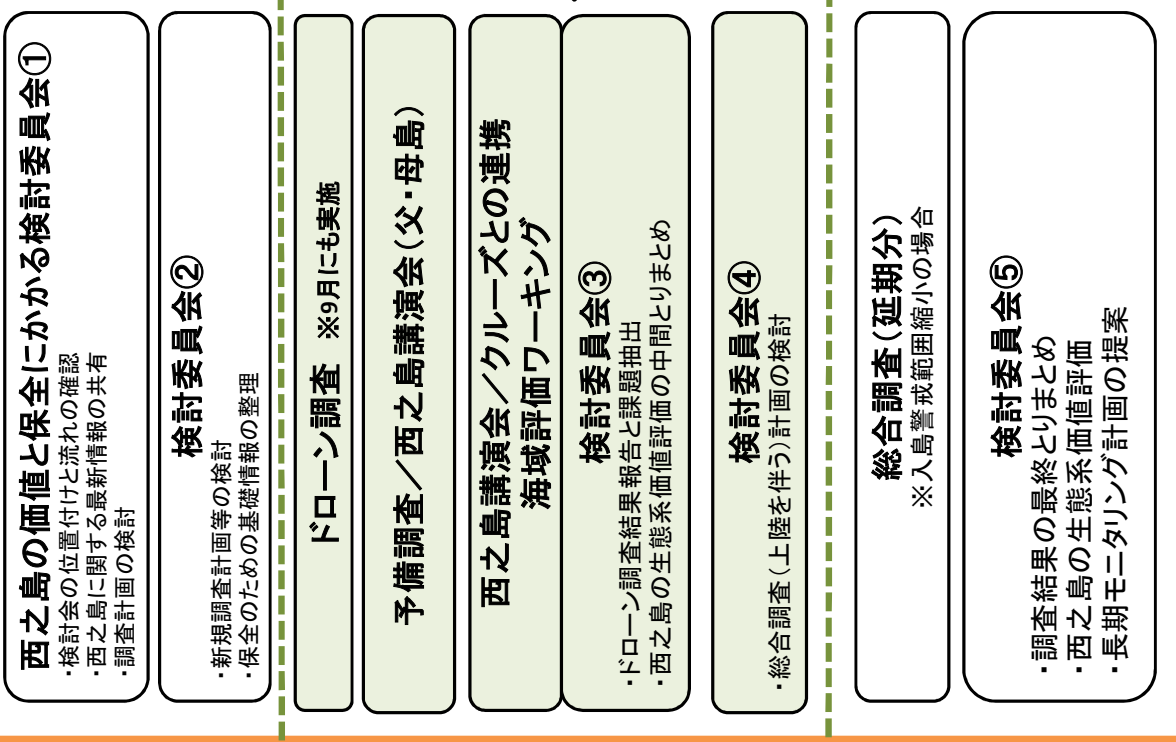 西之島の価値と保全にかかる検討委員会①
・検討会の位置付けと流れの確認
・西之島に関する最新情報の共有
・調査計画の検討
検討委員会②
・新規調査計画等の検討
・保全のための基礎情報の整理
ドローン調査 ※9月にも実施
予備調査／西之島講演会（父・母島）
西之島講演会／クルーズとの連携
海域評価ワーキング
検討委員会③
・ドローン調査結果報告と課題抽出
・西之島の生態系価値評価の中間とりまとめ
検討委員会④
・総合調査（上陸を伴う）計画の検討
総合調査（延期分）
※入島警戒範囲縮小の場合
検討委員会⑤
・調査結果の最終とりまとめ
・西之島の生態系価値評価
・長期モニタリング計画の提案